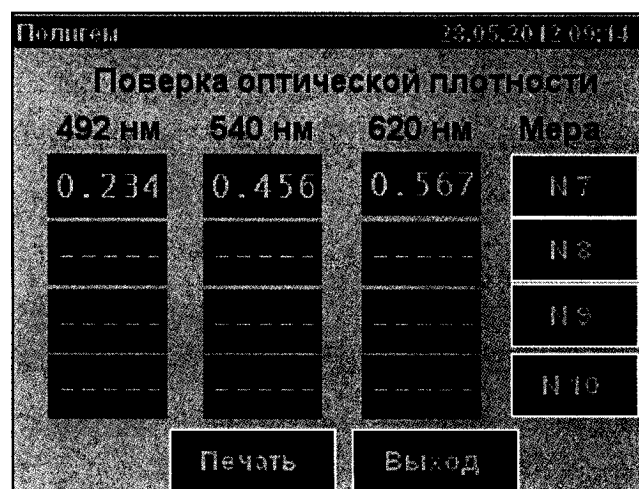 Полигем 23.05.2012 09:14
Поверка оптической плотности
492 нм 540 нм 620 нм Мера
0.234 0.456 0.567 N 7
----- ----- ----- N 8
----- ----- ----- N 9
----- ----- ----- N 10
Печать Выход